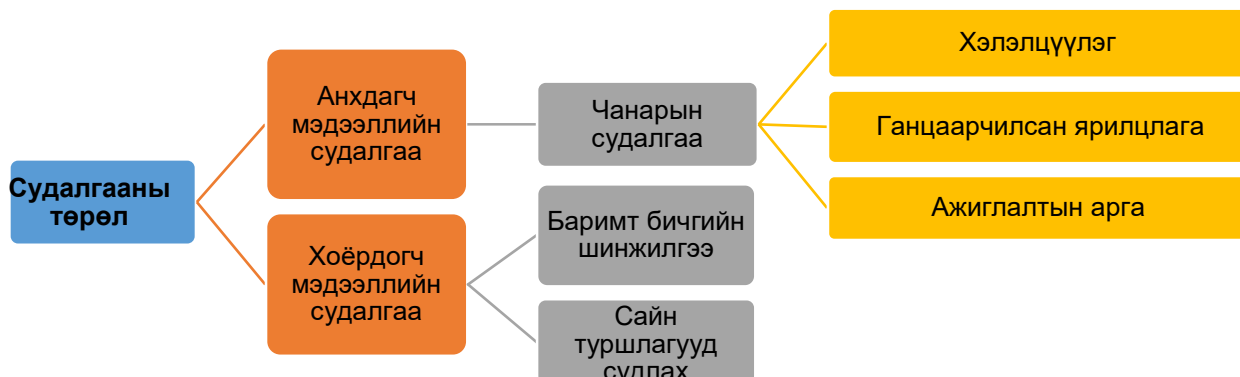 Судалгааны
төрөл
Анхдагч
мэдээллийн
судалгаа
Хоёрдогч
мэдээллийн
судалгаа
Чанарын
судалгаа
Баримт бичгийн
шинжилгээ
Сайн
туршлагууд
судлах
Хэлэлцүүлэг
Ганцаарчилсан ярилцлага
Ажиглалтын арга